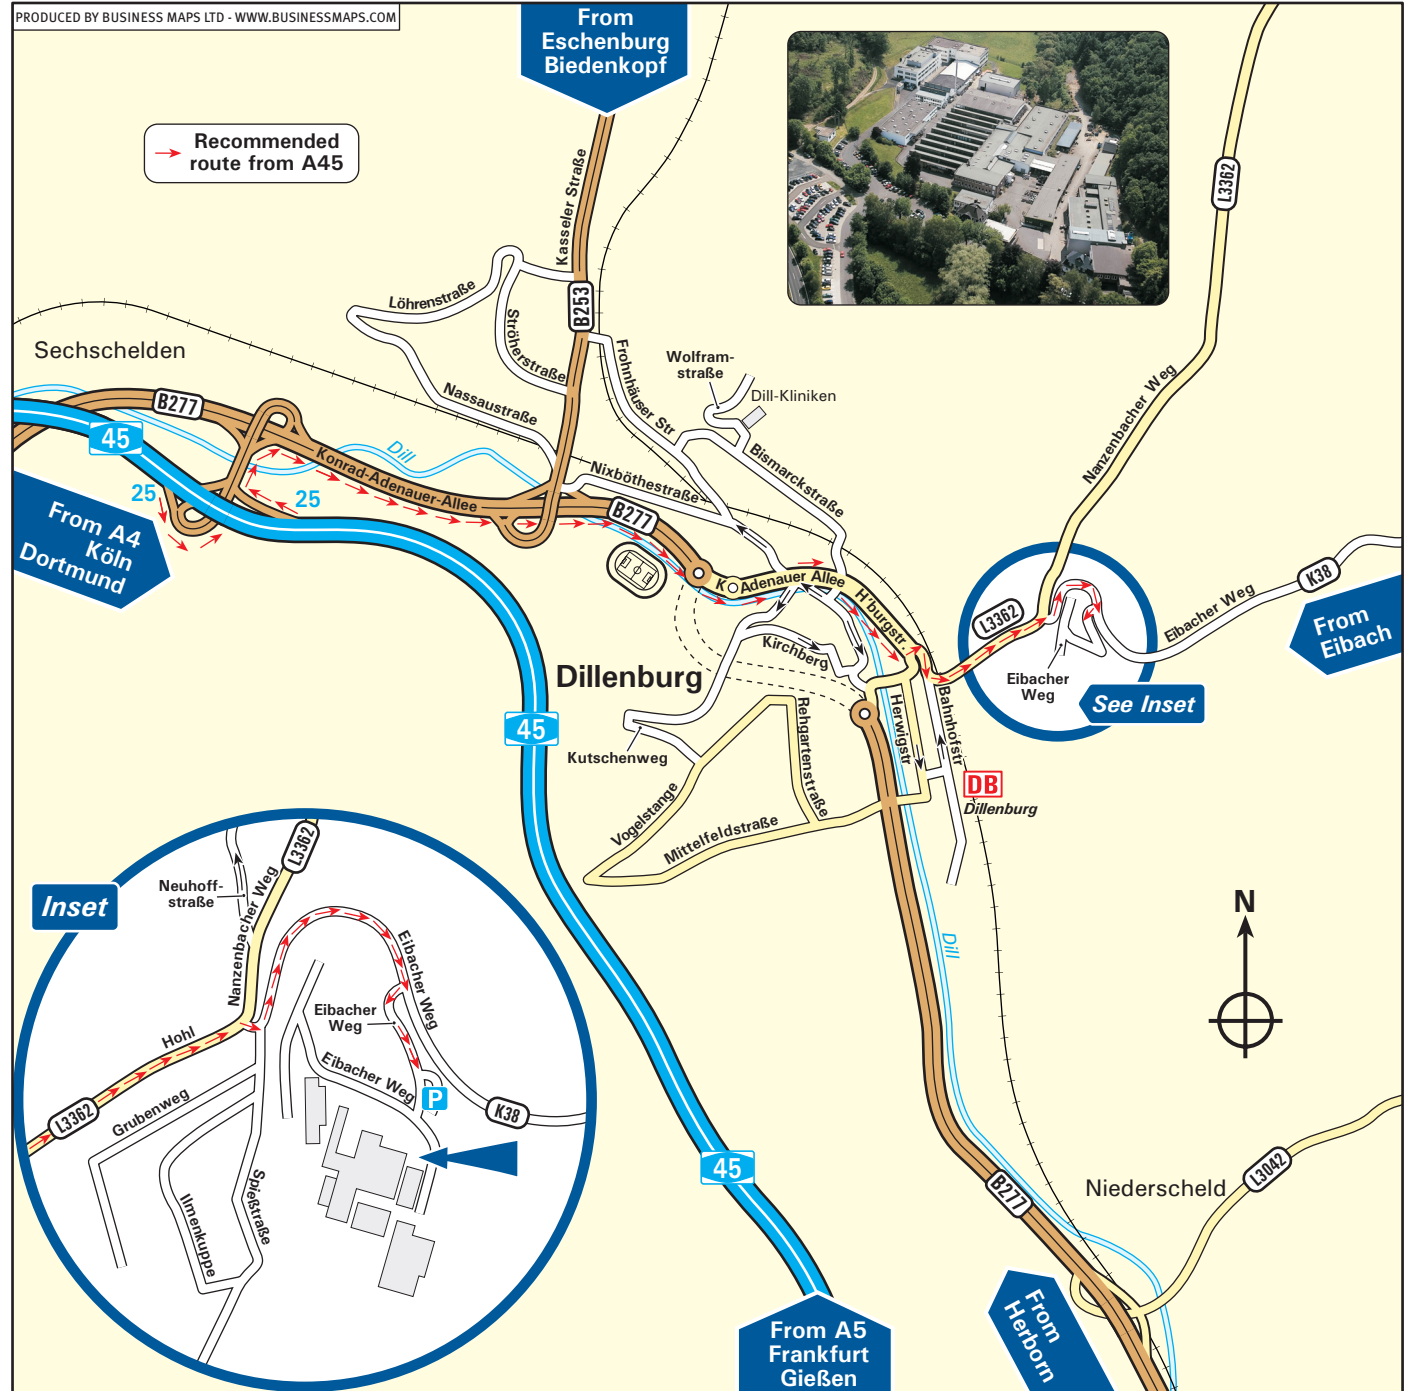 PRODUCED BY BUSINESS MAPS LTD - WWW.BUSINESSMAPS.COM
From
Eschenburg
Biedenkopf
Recommended
route from A45
Kasseler Straße
L3362
Löhrenstraße
B253
Ströherstraße
Sechschelden
Frohnhäuser Str
Wolfram-
straße
Dill-Kliniken
Nassaustraße
B277
45
Dill
Konrad-Adenauer-Allee
Nixböthestraße
Bismarckstraße
Nanzenbacher Weg
25
25
B277
From A4
Köln
Dortmund
K
Adenauer Allee
H'burgstr.
L3362
K38
Eibacher Weg
From
Eibach
Kirchberg
Dillenburg
Eibacher
Weg
See Inset
Herwigstr
Bahnhofstr
Rehgartenstraße
45
Kutschenweg
DB
Dillenburg
Vogelstange
Mittelfeldstraße
Inset
L3362
Neuhoff-
straße
Nanzenbacher Weg
Eibacher Weg
Eibacher
Weg
Hohl
Eibacher Weg
P
L3362
Grubenweg
K38
Spießstraße
Ilmenkuppe
N
Dill
45
B277
Niederscheld
L3042
From A5
Frankfurt
Gießen
From
Herborn